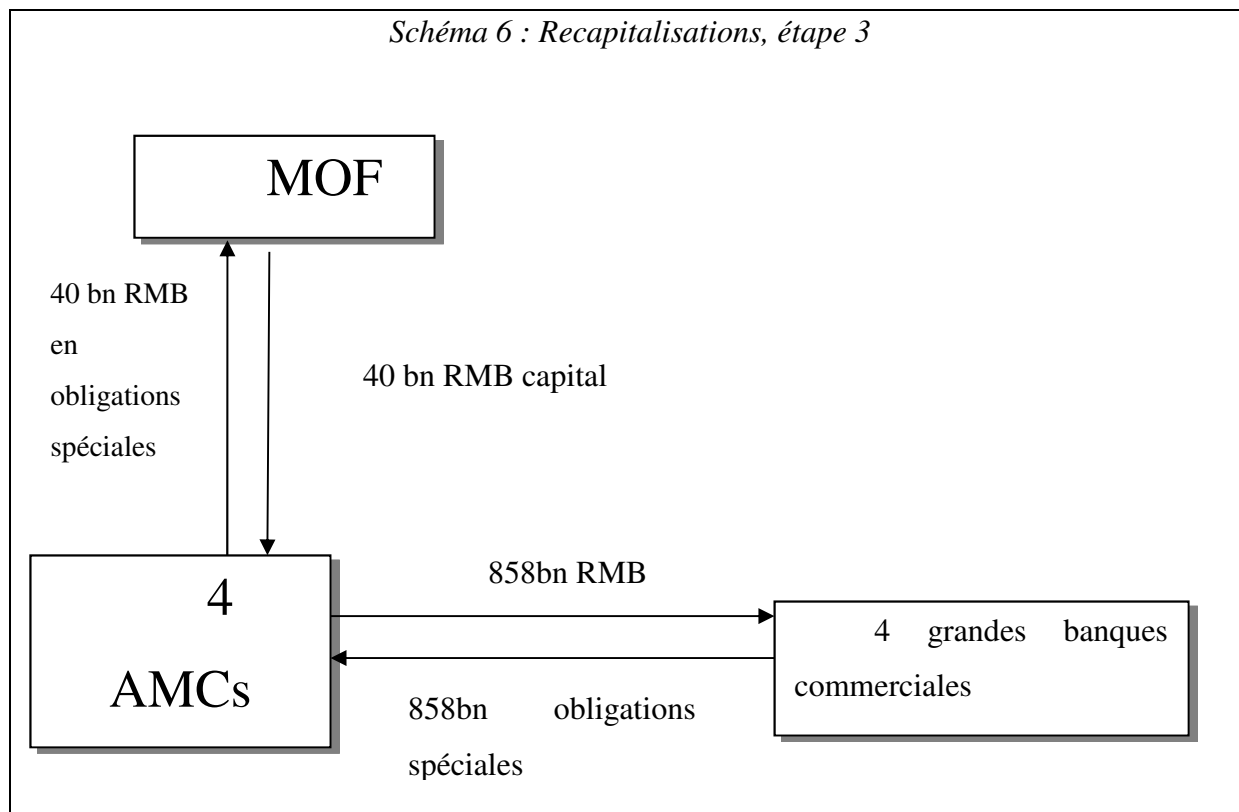 Schéma 6 : Recapitalisations, étape 3
MOF
40 bn RMB
en
obligations
spéciales
40 bn RMB capital
4
AMCs
858bn RMB
858bn obligations
spéciales
4 grandes banques
commerciales